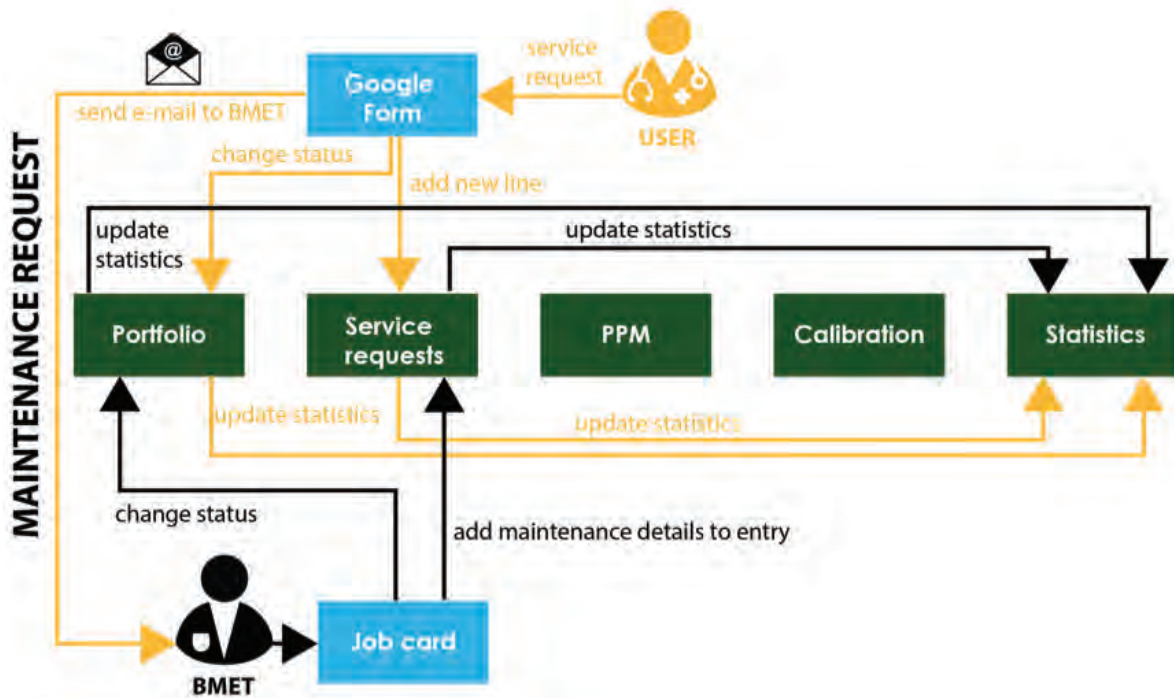 MAINTENANCE REQUEST
@
service
request
Google
Form
USER
send e-mail to BMET
change status
add new line
update
statistics
update statistics
Portfolio
Service
requests
PPM
Calibration
Statistics
update statistics
update statistics
change status
add maintenance details to entry
Job card
BMET